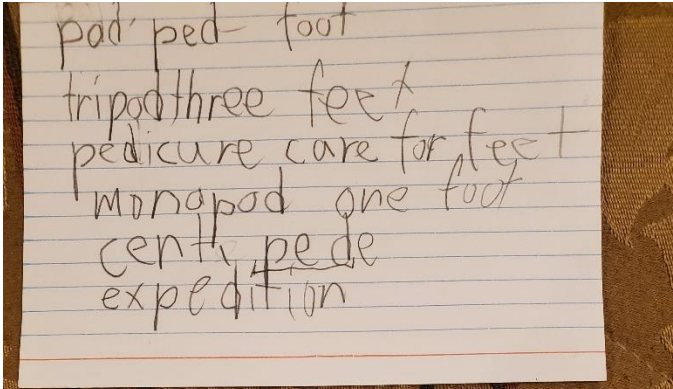 pod ped- foot
tripod three feet
pedicure care for feet
monopod one foot
centipede
expedition